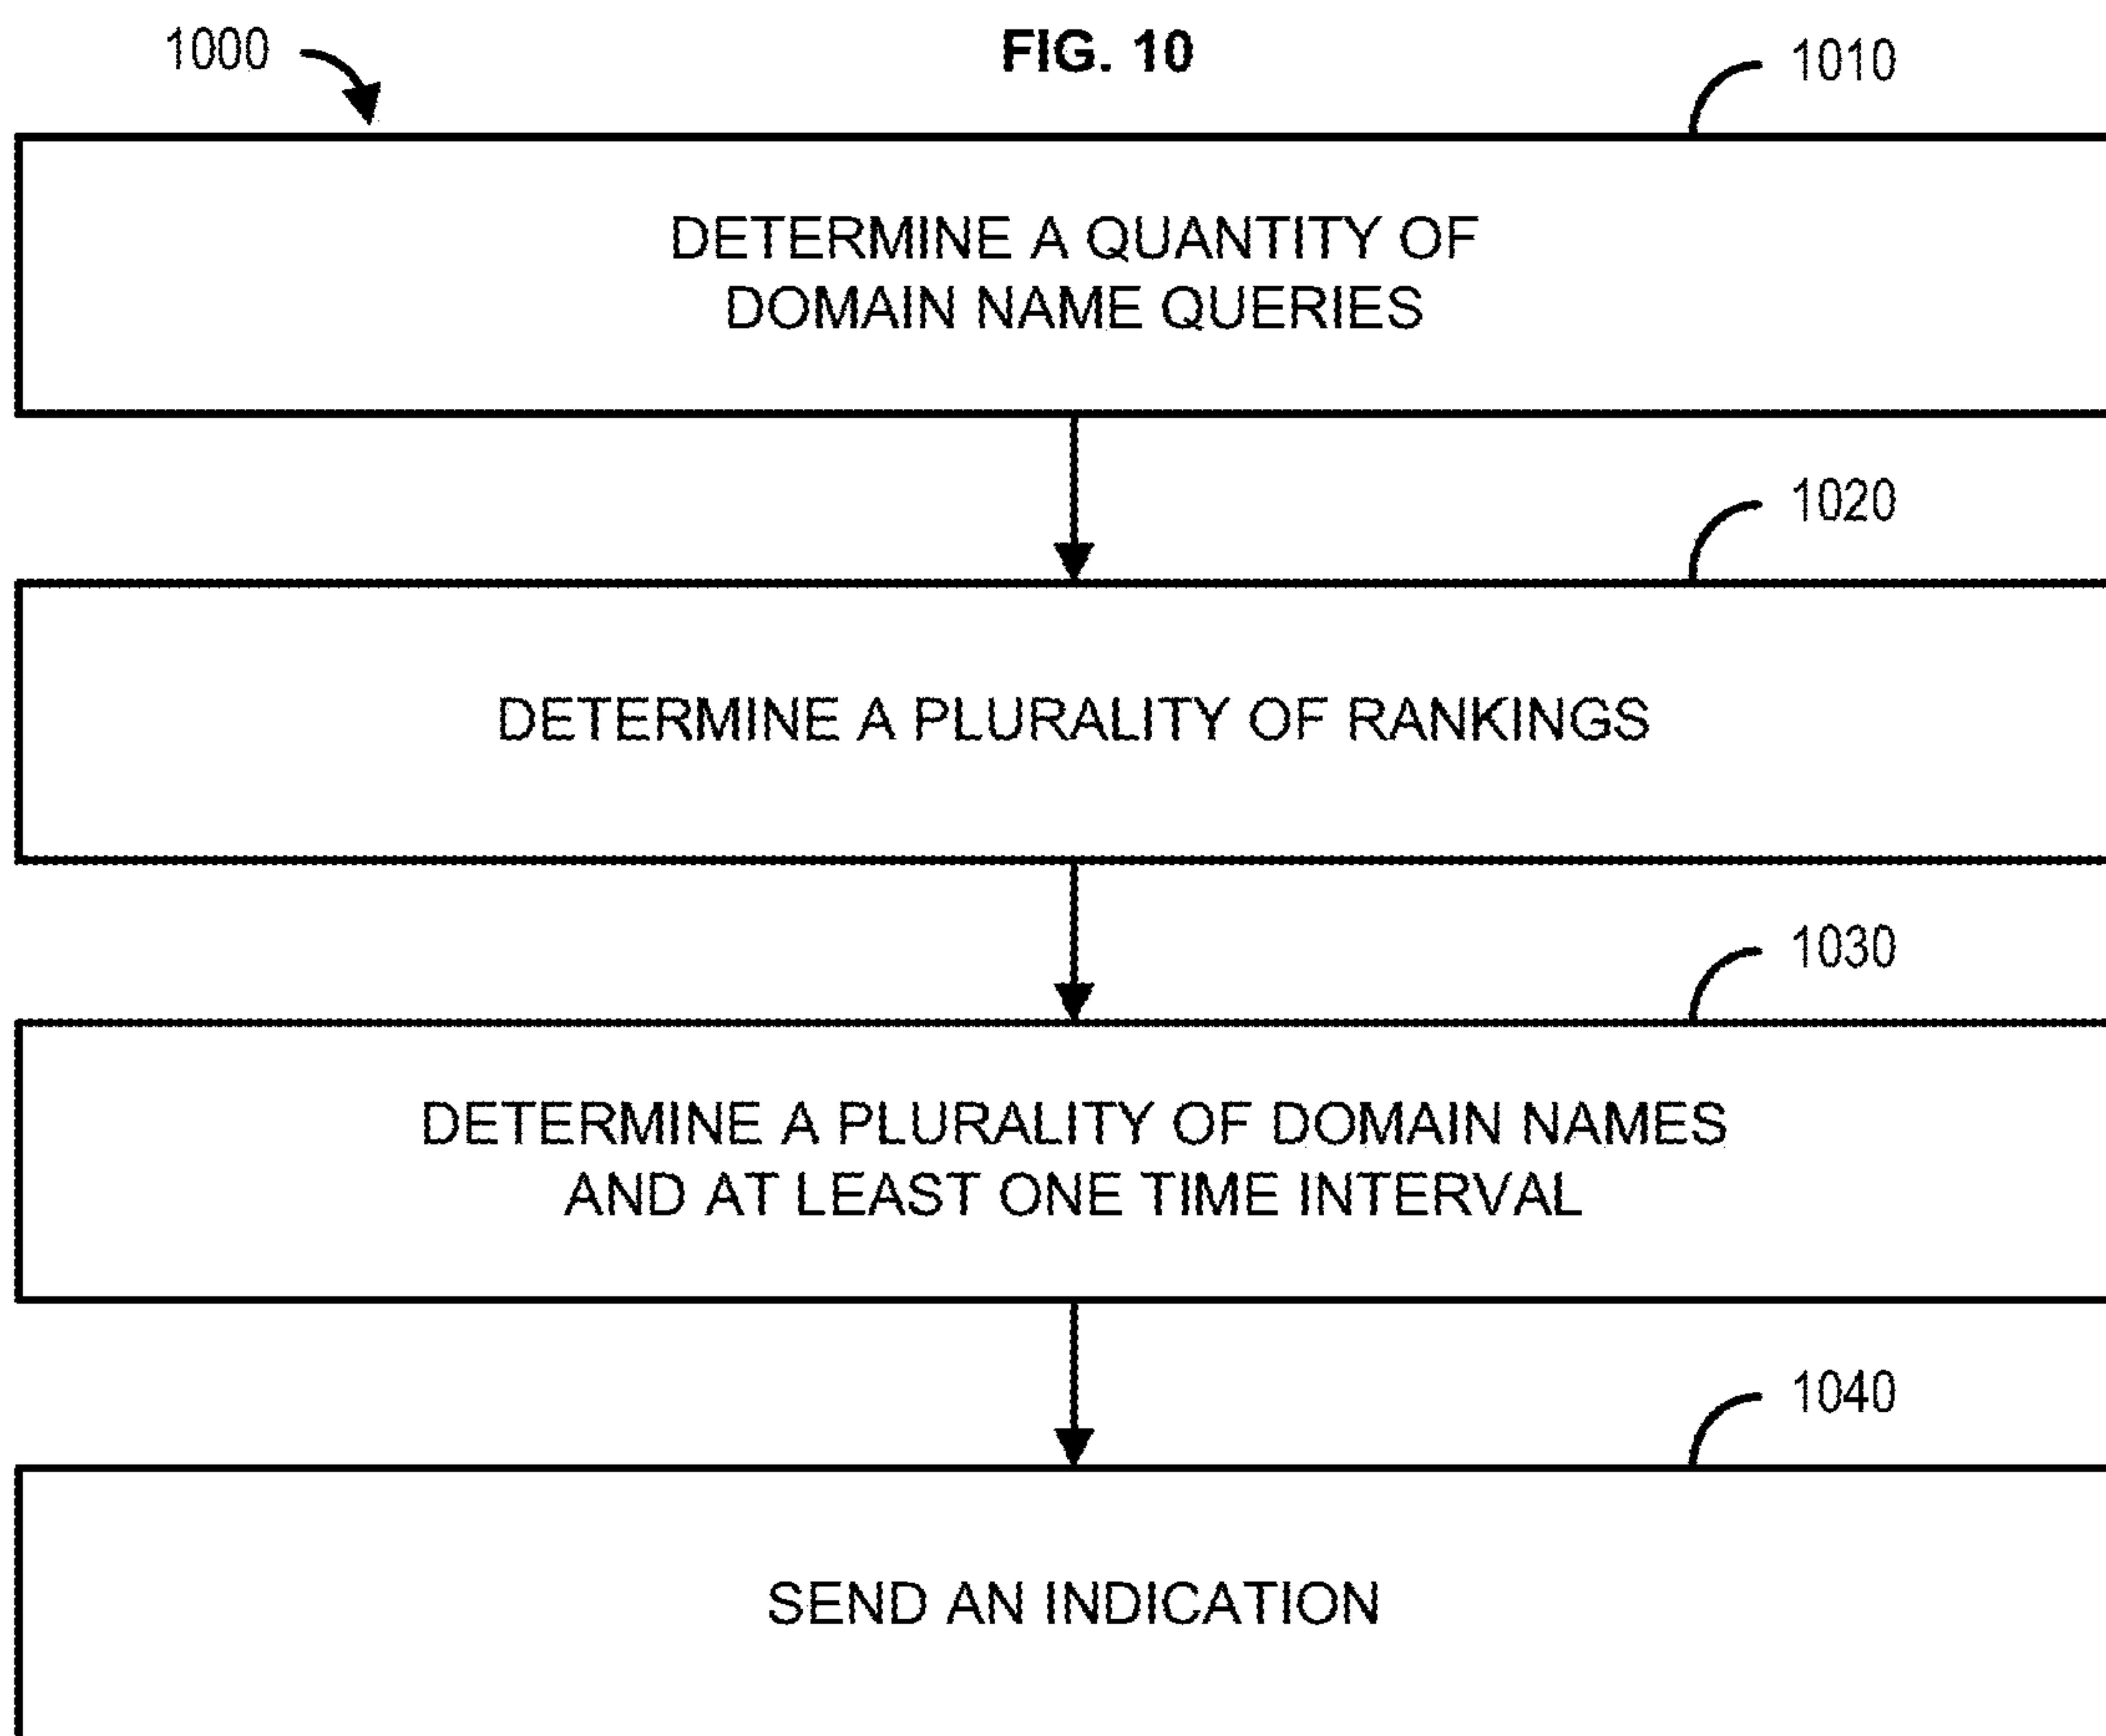 1000
FIG. 10
1010
DETERMINE A QUANTITY OF
DOMAIN NAME QUERIES
1020
DETERMINE A PLURALITY OF RANKINGS
1030
DETERMINE A PLURALITY OF DOMAIN NAMES
AND AT LEAST ONE TIME INTERVAL
1040
SEND AN INDICATION